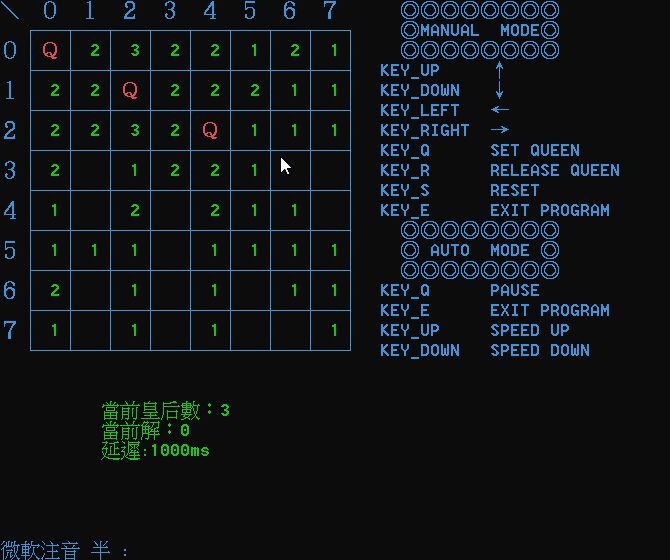 ＼ 0 1 2 3 4 5 6 7
0 Q 2 3 2 2 1 2 1
1 2 2 Q 2 2 2 1 1
2 2 2 3 2 Q 1 1 1
3 2 1 2 2 1
4 1 2 2 1 1
5 1 1 1 1 1 1 1
6 2 1 1 1 1
7 1 1 1 1
◎◎◎◎◎◎◎◎
◎MANUAL MODE◎
◎◎◎◎◎◎◎◎
KEY_UP ↑
KEY_DOWN ↓
KEY_LEFT ←
KEY_RIGHT →
KEY_Q SET QUEEN
KEY_R RELEASE QUEEN
KEY_S RESET
KEY_E EXIT PROGRAM
◎◎◎◎◎◎◎◎
◎ AUTO MODE ◎
◎◎◎◎◎◎◎◎
KEY_Q PAUSE
KEY_E EXIT PROGRAM
KEY_UP SPEED UP
KEY_DOWN SPEED DOWN
當前皇后數：3
當前解：0
延遲:1000ms
微軟注音 半 :